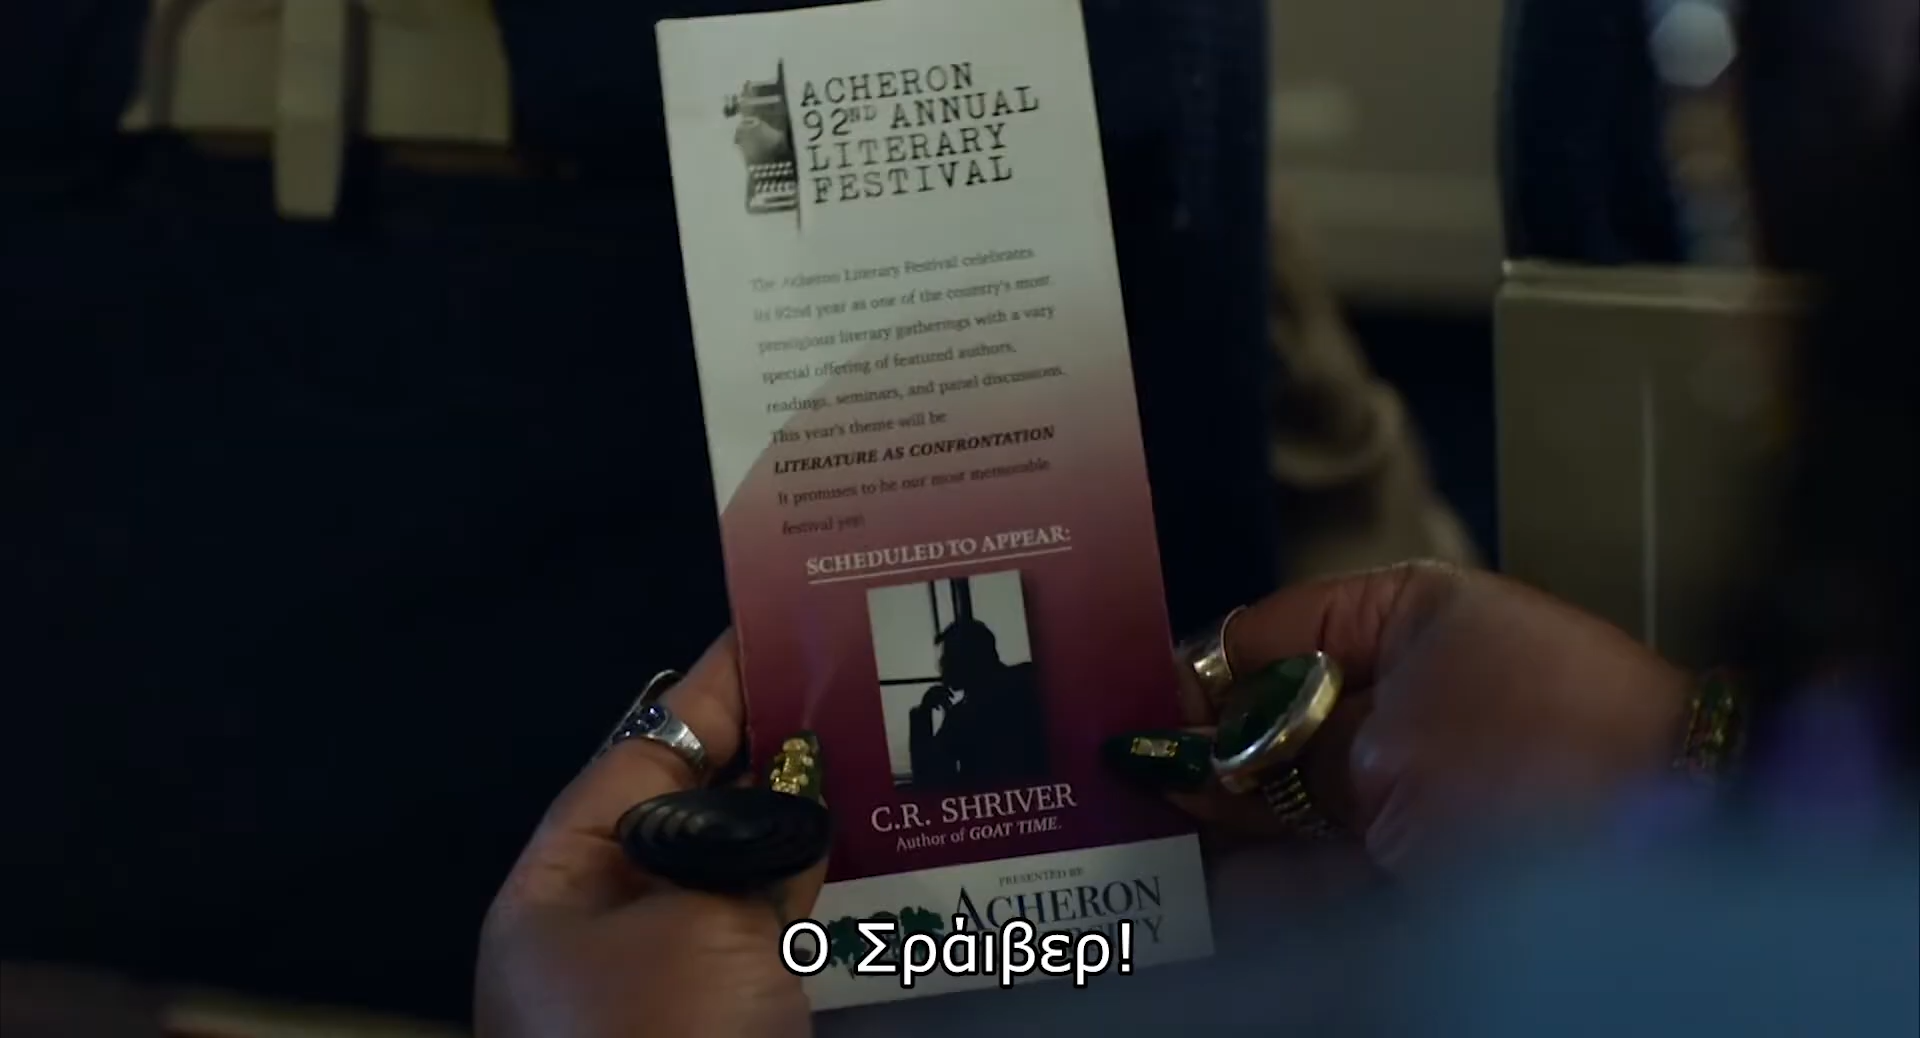 ACHERON
92ND ANNUAL
LITERARY
FESTIVAL
The Acheron Literary Festival celebrates
its 92nd year as one of the country's most
prestigious literary gatherings with a vary
special offering of featured authors,
readings, seminars, and panel discussions.
This year's theme will be
LITERATURE AS CONFRONTATION
It promises to be our most memorable
festival yet!
SCHEDULED TO APPEAR:
C.R. SHRIVER
Author of GOAT TIME.
PRESENTED BY
ACHERON
Ο Σράιβερ!